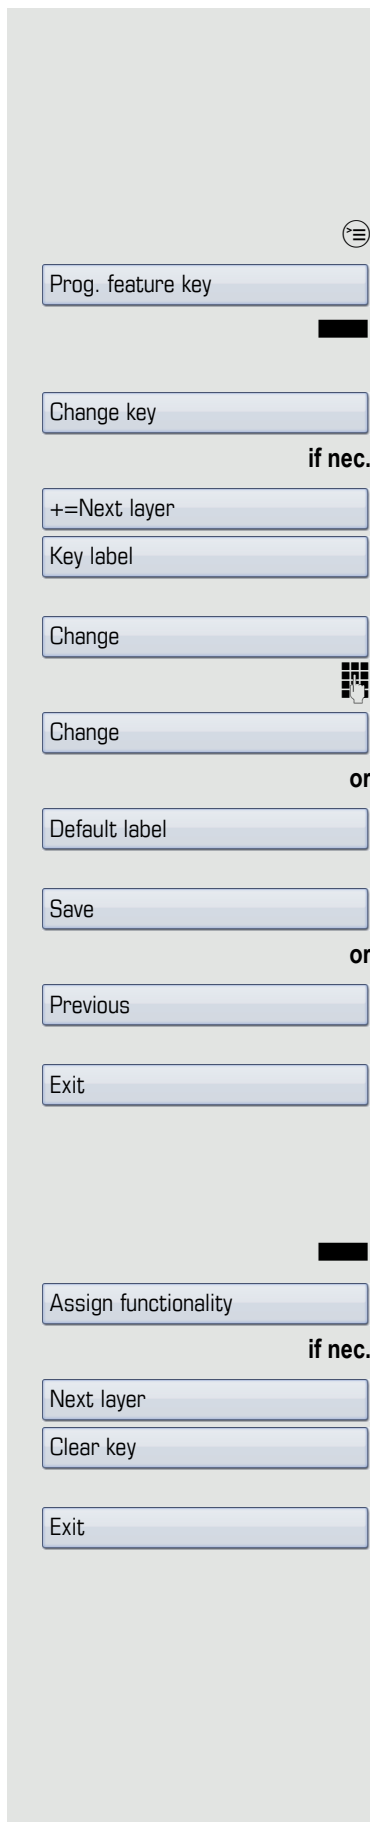 Prog. feature key
Change key
if nec.
+=Next layer
Key label
Change
Change
or
Default label
Save
or
Previous
Exit
Assign functionality
if nec.
Next layer
Clear key
Exit